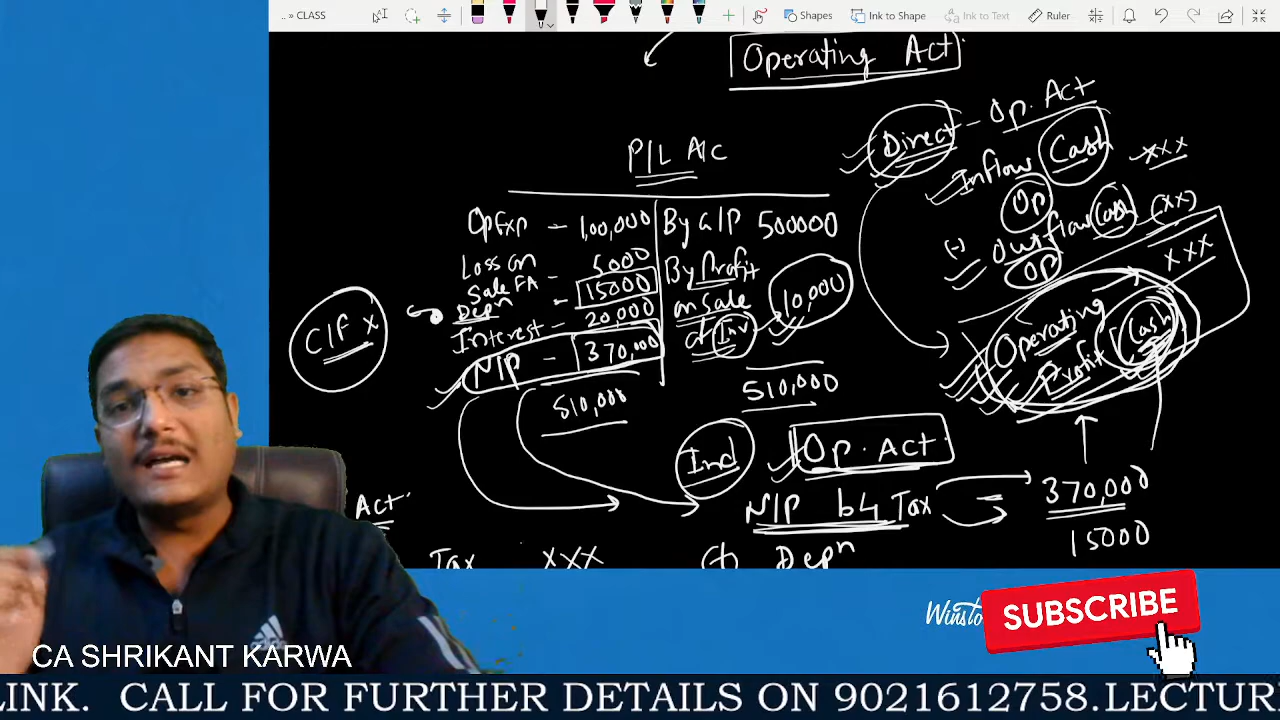 .. » CLASS
Shapes
Ink to Shape
Ink to Text
Ruler
Operating Act
P/L A/C
OpExp - 1,00,000
By G/P 500000
Loss on Sale FA - 5000
By Profit on sale of Inv 10,000
Depn = 15000
Interest - 20,000
N/P - 370,000
510,000
510,000
C/F X
Direct - Op. Act
Inflow Cash xxx
Op
(-) Outflow Cash (xx)
Op
xxx
Operating Profit [Cash]
Ind
Op. Act
N/P b4 Tax = 370,000
(+) Depn 15000
Act
Tax xxx
Winsto
SUBSCRIBE
CA SHRIKANT KARWA
LINK. CALL FOR FURTHER DETAILS ON 9021612758.LECTUR